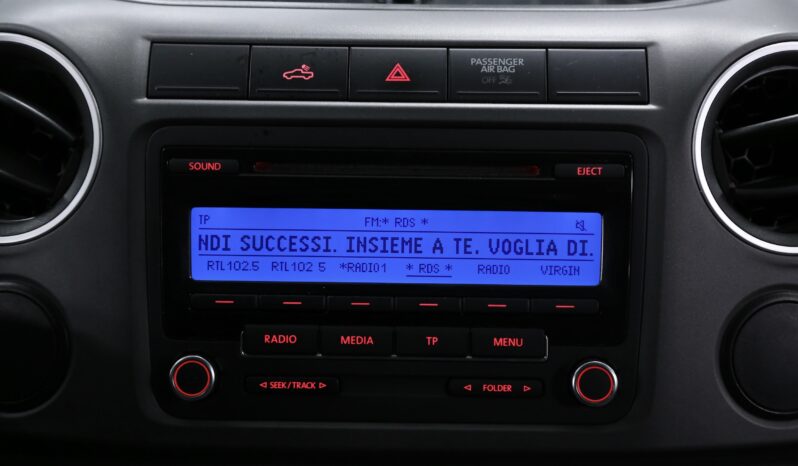 PASSENGER
AIR BAG
OFF
SOUND
EJECT
TP FM:* RDS *
NDI SUCCESSI. INSIEME A TE. VOGLIA DI.
RTL102.5 RTL102 5 *RADIO1 * RDS * RADIO VIRGIN
RADIO MEDIA TP MENU
SEEK/TRACK FOLDER